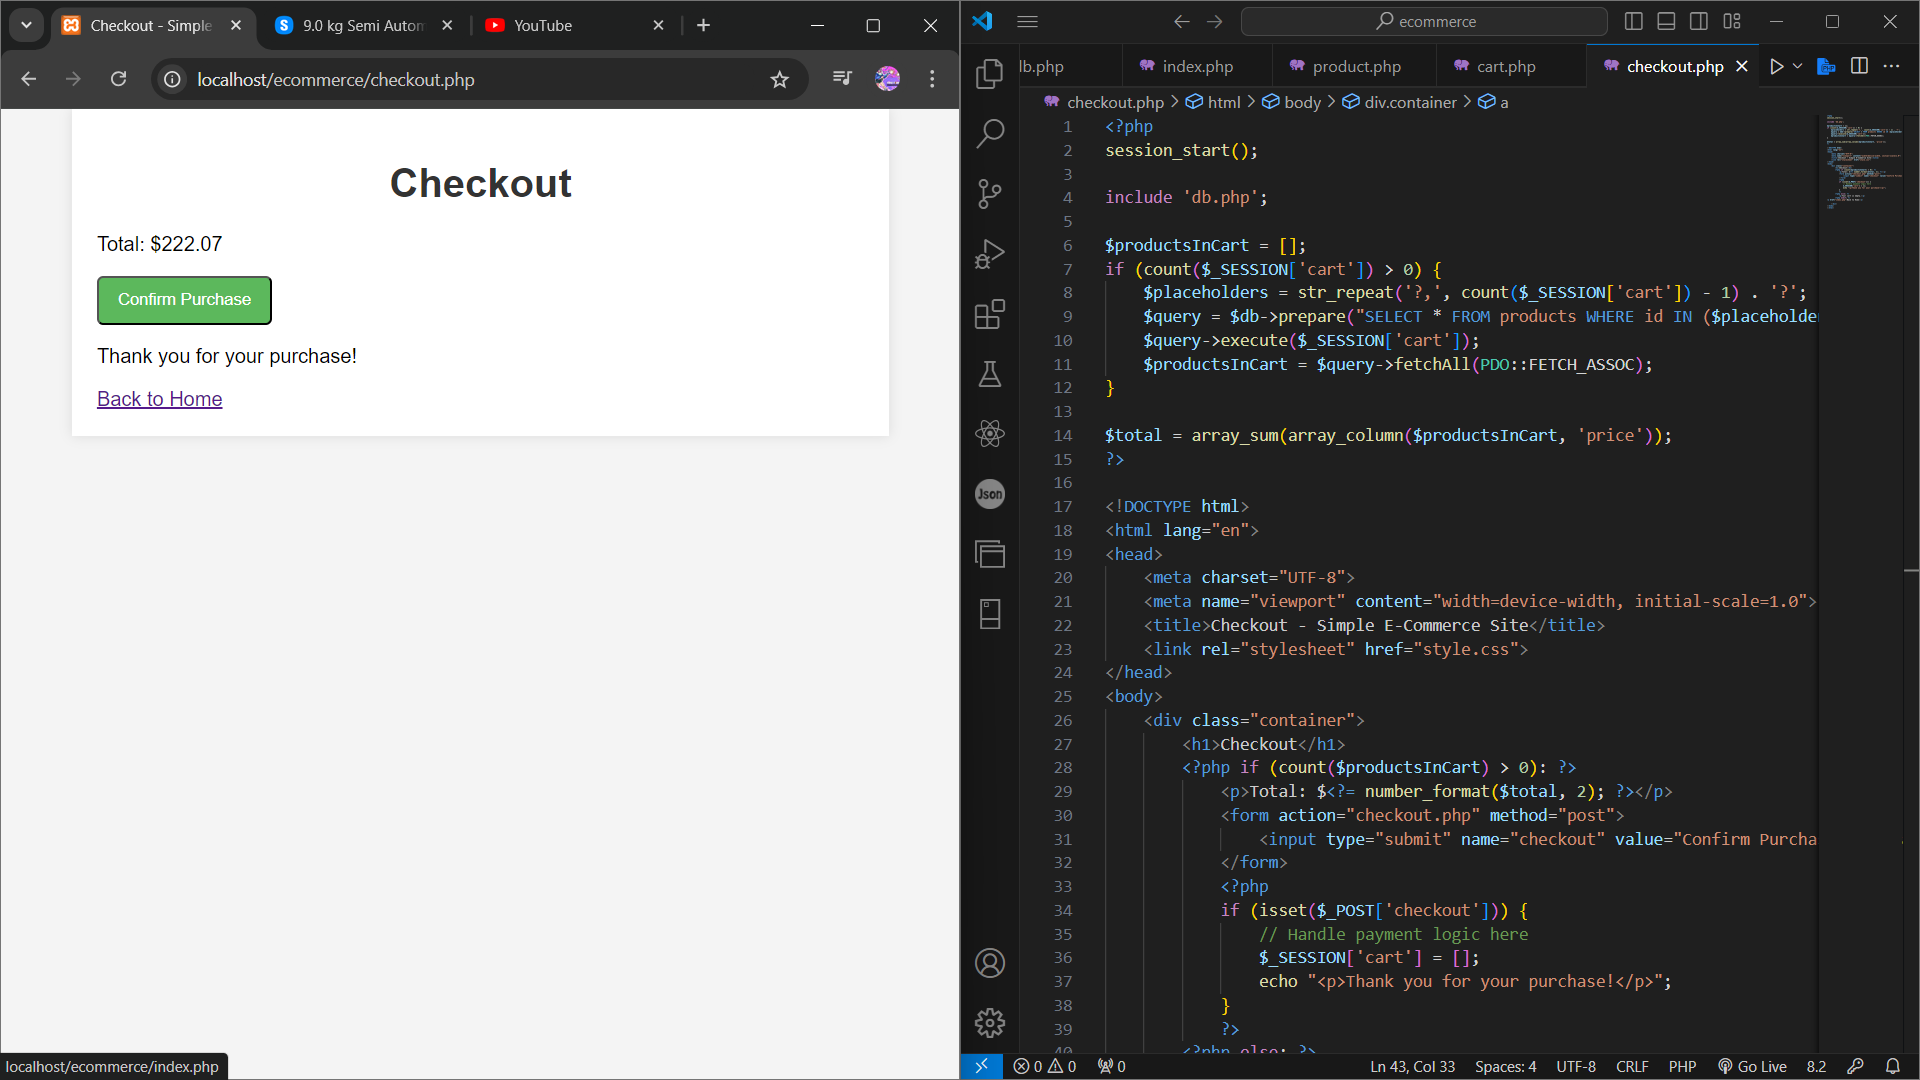 Checkout - Simple
9.0 kg Semi Autom
YouTube
localhost/ecommerce/checkout.php
Checkout
Total: $222.07
Confirm Purchase
Thank you for your purchase!
Back to Home
localhost/ecommerce/index.php
ecommerce
lb.php
index.php
product.php
cart.php
checkout.php
checkout.php > html > body > div.container > a
Json
1 <?php
2 session_start();
3
4 include 'db.php';
5
6 $productsInCart = [];
7 if (count($_SESSION['cart']) > 0) {
8 $placeholders = str_repeat('?,', count($_SESSION['cart']) - 1) . '?';
9 $query = $db->prepare("SELECT * FROM products WHERE id IN ($placeholde
10 $query->execute($_SESSION['cart']);
11 $productsInCart = $query->fetchAll(PDO::FETCH_ASSOC);
12 }
13
14 $total = array_sum(array_column($productsInCart, 'price'));
15 ?>
16
17 <!DOCTYPE html>
18 <html lang="en">
19 <head>
20 <meta charset="UTF-8">
21 <meta name="viewport" content="width=device-width, initial-scale=1.0">
22 <title>Checkout - Simple E-Commerce Site</title>
23 <link rel="stylesheet" href="style.css">
24 </head>
25 <body>
26 <div class="container">
27 <h1>Checkout</h1>
28 <?php if (count($productsInCart) > 0): ?>
29 <p>Total: $<?= number_format($total, 2); ?></p>
30 <form action="checkout.php" method="post">
31 <input type="submit" name="checkout" value="Confirm Purcha
32 </form>
33 <?php
34 if (isset($_POST['checkout'])) {
35 // Handle payment logic here
36 $_SESSION['cart'] = [];
37 echo "<p>Thank you for your purchase!</p>";
38 }
39 ?>
40 <?php else: ?>
0 0 0
Ln 43, Col 33 Spaces: 4 UTF-8 CRLF PHP Go Live 8.2